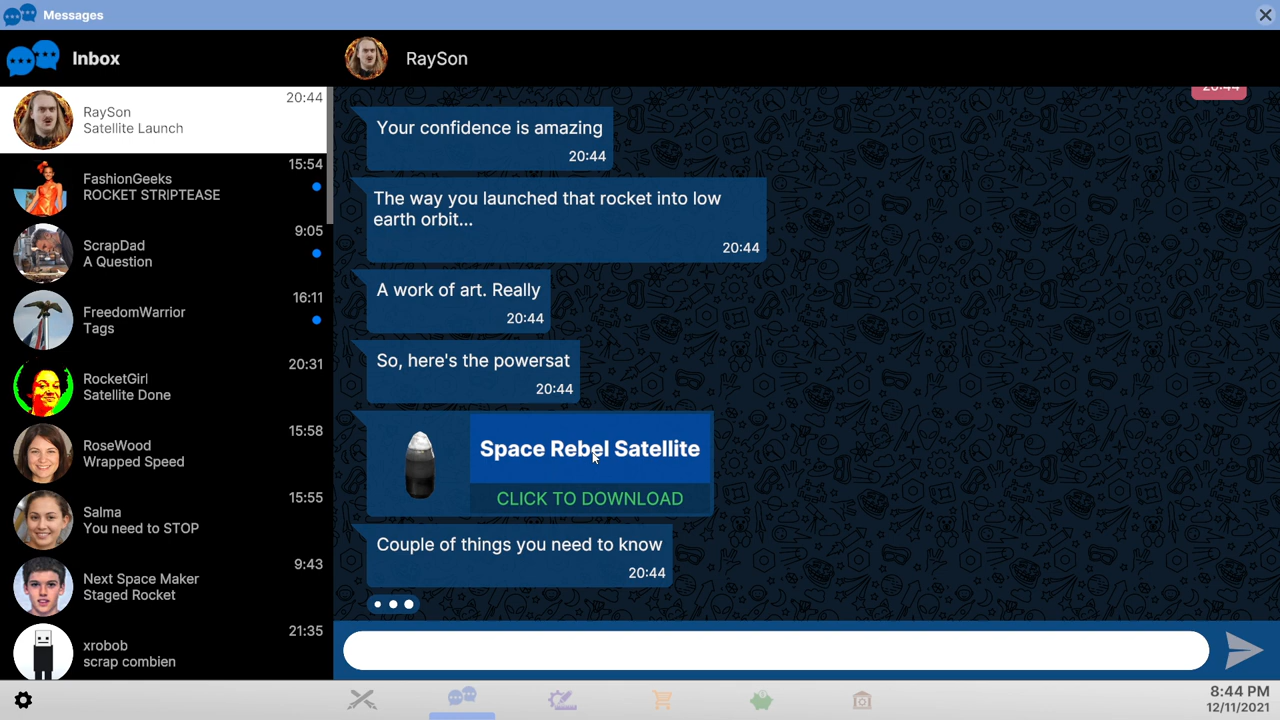 Messages
Inbox
RaySon
20:44
RaySon
Satellite Launch
15:54
FashionGeeks
ROCKET STRIPTEASE
9:05
ScrapDad
A Question
16:11
FreedomWarrior
Tags
20:31
RocketGirl
Satellite Done
15:58
RoseWood
Wrapped Speed
15:55
Salma
You need to STOP
9:43
Next Space Maker
Staged Rocket
21:35
xrobob
scrap combien
20:44
Your confidence is amazing
20:44
The way you launched that rocket into low
earth orbit...
20:44
A work of art. Really
20:44
So, here's the powersat
20:44
Space Rebel Satellite
CLICK TO DOWNLOAD
Couple of things you need to know
20:44
8:44 PM
12/11/2021